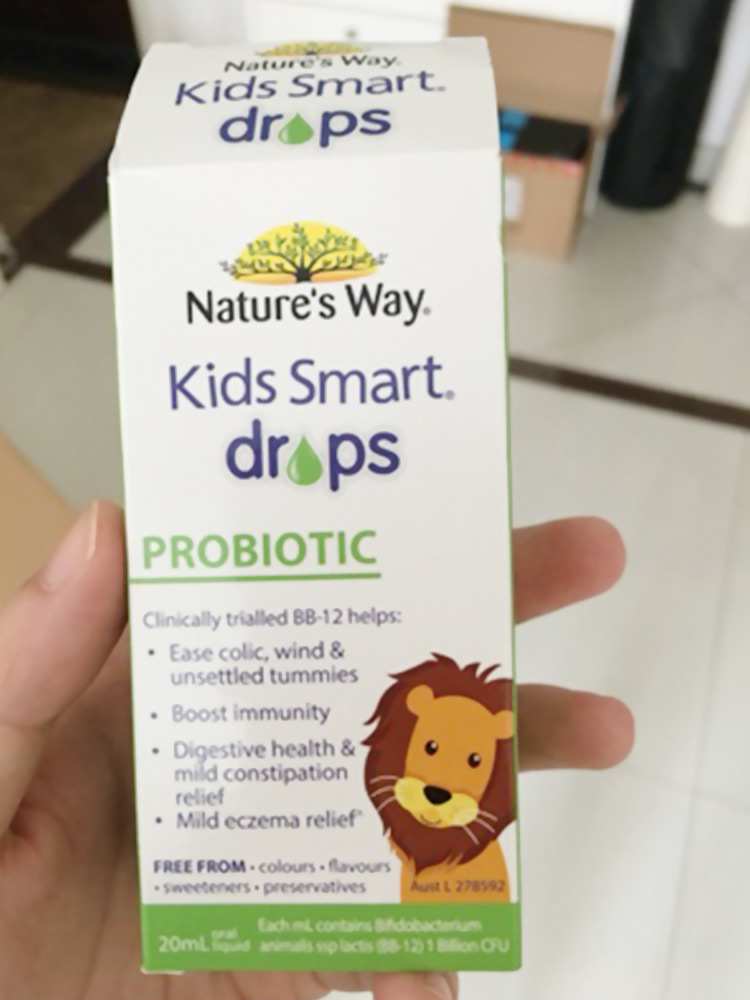 Nature's Way.
Kids Smart.
drops
Nature's Way®
Kids Smart®
drops
PROBIOTIC
Clinically trialled BB-12 helps:
• Ease colic, wind &
unsettled tummies
• Boost immunity
• Digestive health &
mild constipation
relief
• Mild eczema relief^
FREE FROM • colours • flavours
• sweeteners • preservatives
Aust L 278592
20mL oral liquid
Each mL contains Bifidobacterium
animalis ssp lactis (BB-12) 1 Billion CFU